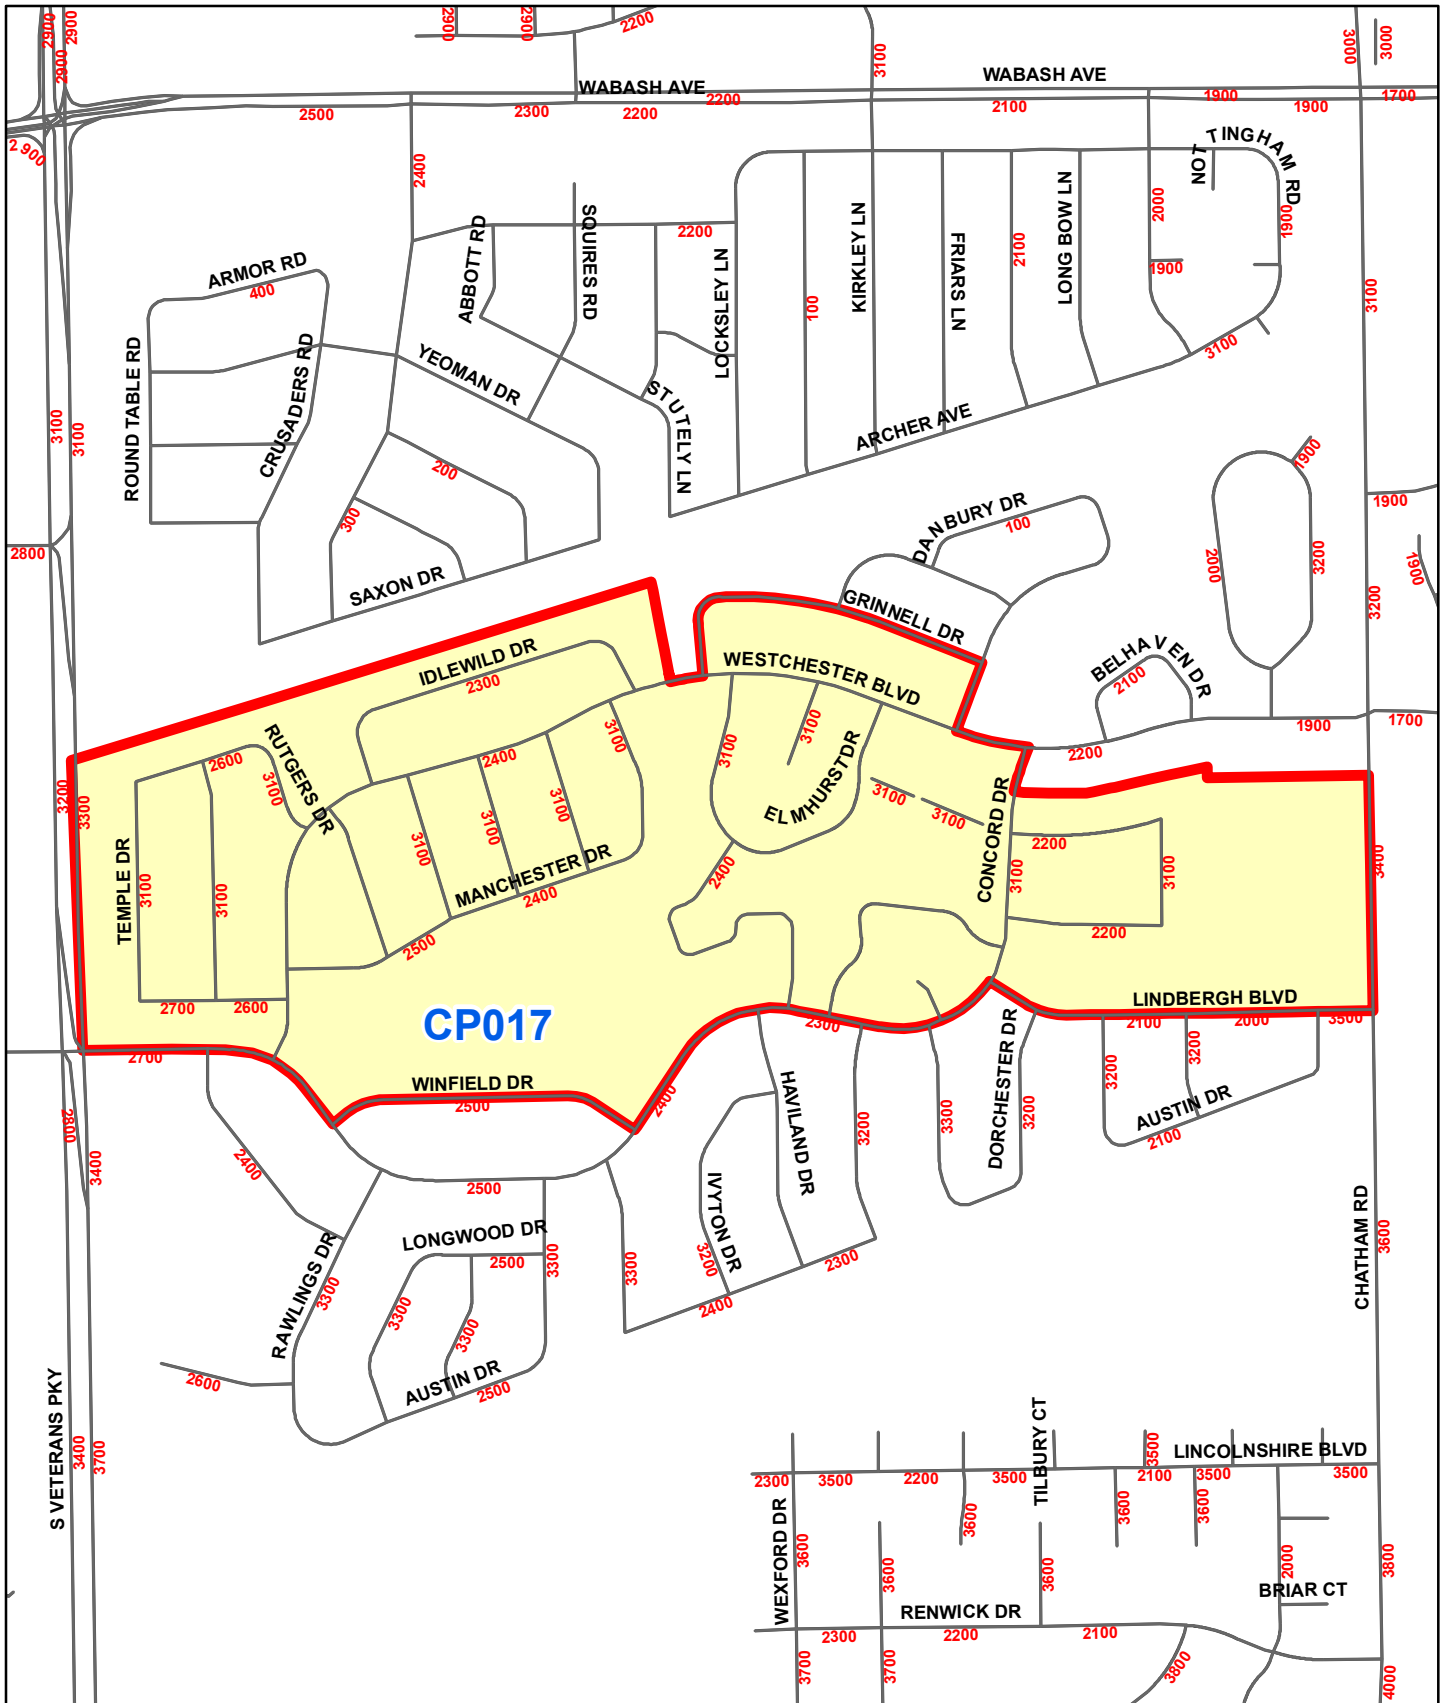 2900
2900
2900
2900
2900
2200
3100
3000
3000
WABASH AVE
WABASH AVE
2500
2300
2200
2200
2100
1900
1900
1700
2 900
2400
NOT TINGHAM RD
2000
1900
1900
3100
ABBOTT RD
SQUIRES RD
2200
LOCKSLEY LN
100
KIRKLEY LN
FRIARS LN
2100
LONG BOW LN
3100
ARMOR RD
400
ROUND TABLE RD
CRUSADERS RD
YEOMAN DR
STUTELY LN
ARCHER AVE
3100
3100
200
300
2800
SAXON DR
DANBURY DR
100
1900
1900
2000
3200
1900
3200
GRINNELL DR
IDLEWILD DR
2300
WESTCHESTER BLVD
BELHAVEN DR
2100
1900
1700
2200
RUTGERS DR
2600
3100
2400
3100
3100
3100
ELMHURST DR
3200
3300
3100
3100
3100
3100
3100
CONCORD DR
2200
3100
3100
3400
TEMPLE DR
3100
3100
MANCHESTER DR
2400
2500
2400
2200
2700
2600
CP017
2300
LINDBERGH BLVD
2100
2000
3500
2700
WINFIELD DR
2500
2400
HAVILAND DR
3200
3300
DORCHESTER DR
3200
3200
3200
AUSTIN DR
2100
2800
3400
2400
2500
IVYTON DR
3200
2300
2400
3300
CHATHAM RD
3600
LONGWOOD DR
2500
3300
RAWLINGS DR
3300
3300
3300
AUSTIN DR
2500
2600
S VETERANS PKY
3400
3700
TILBURY CT
LINCOLNSHIRE BLVD
2300
3500
2200
3500
3500
2100
3500
3500
WEXFORD DR
3600
3600
3600
3600
3600
3600
2000
3800
BRIAR CT
RENWICK DR
2300
2200
2100
3700
3700
3800
4000